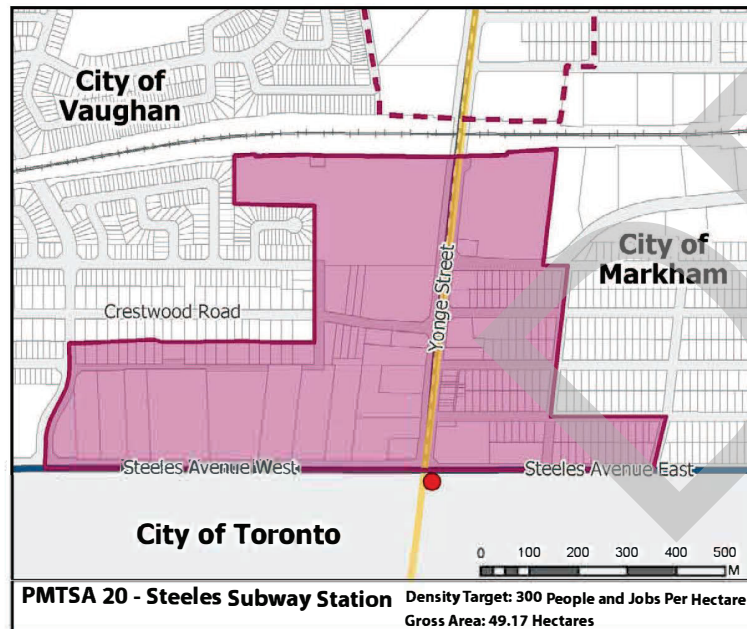 City of
Vaughan
City of
Markham
Crestwood Road
Yonge Street
Steeles Avenue West
Steeles Avenue East
City of Toronto
0 100 200 300 400 500
M
PMTSA 20 - Steeles Subway Station
Density Target: 300 People and Jobs Per Hectare
Gross Area: 49.17 Hectares